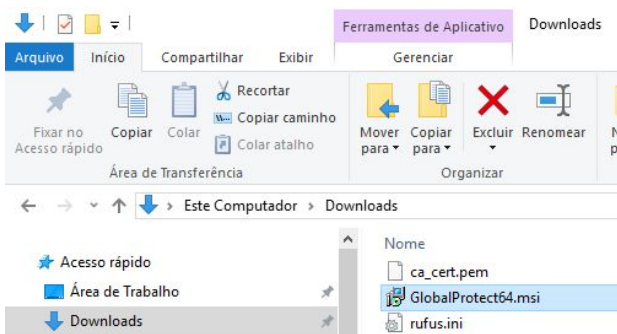 Ferramentas de Aplicativo Downloads
Arquivo Início Compartilhar Exibir Gerenciar
Recortar
Copiar caminho
Colar atalho
Fixar no
Acesso rápido
Copiar
Colar
Mover
para
Copiar
para
Excluir
Renomear
Área de Transferência
Organizar
Este Computador Downloads
Acesso rápido
Área de Trabalho
Downloads
Nome
ca_cert.pem
GlobalProtect64.msi
rufus.ini